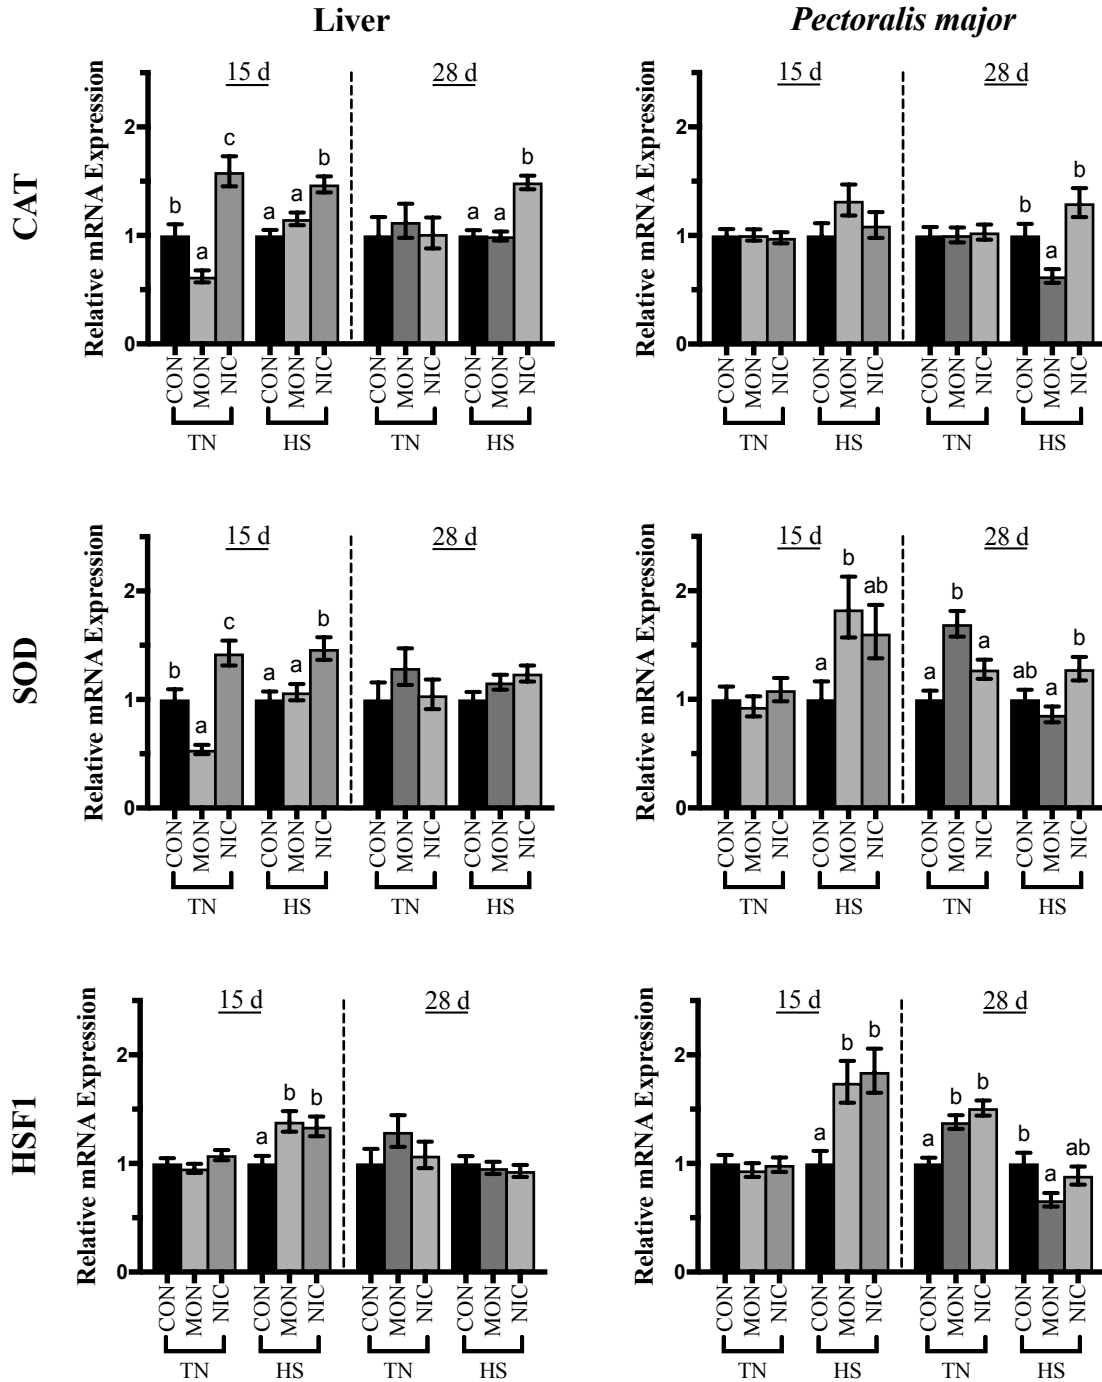 Liver
Pectoralis major
CAT
Relative mRNA Expression
15 d
28 d
2
1
0
b
a
c
a
a
b
a
a
b
CON
MON
NIC
CON
MON
NIC
CON
MON
NIC
CON
MON
NIC
TN
HS
TN
HS
Relative mRNA Expression
15 d
28 d
2
1
0
b
a
b
CON
MON
NIC
CON
MON
NIC
CON
MON
NIC
CON
MON
NIC
TN
HS
TN
HS
SOD
Relative mRNA Expression
15 d
28 d
2
1
0
b
a
c
a
a
b
CON
MON
NIC
CON
MON
NIC
CON
MON
NIC
CON
MON
NIC
TN
HS
TN
HS
Relative mRNA Expression
15 d
28 d
2
1
0
a
b
ab
a
b
a
ab
a
b
CON
MON
NIC
CON
MON
NIC
CON
MON
NIC
CON
MON
NIC
TN
HS
TN
HS
HSF1
Relative mRNA Expression
15 d
28 d
2
1
0
a
b
b
CON
MON
NIC
CON
MON
NIC
CON
MON
NIC
CON
MON
NIC
TN
HS
TN
HS
Relative mRNA Expression
15 d
28 d
2
1
0
a
b
b
a
b
b
b
a
ab
CON
MON
NIC
CON
MON
NIC
CON
MON
NIC
CON
MON
NIC
TN
HS
TN
HS